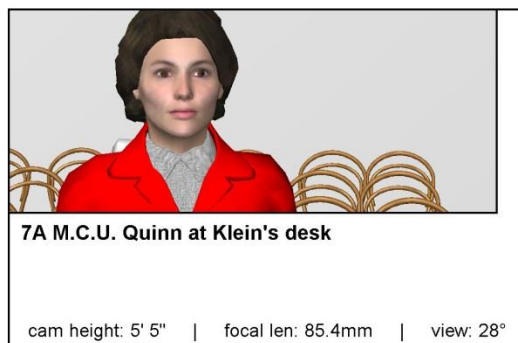 7A M.C.U. Quinn at Klein's desk
cam height: 5' 5" | focal len: 85.4mm | view: 28°